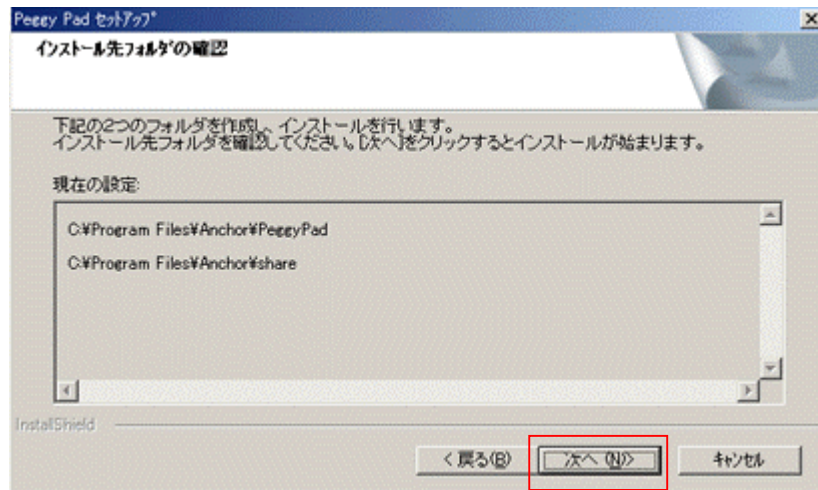 Peggy Pad ｾｯﾄｱｯﾌﾟ
ｲﾝｽﾄｰﾙ先ﾌｫﾙﾀﾞの確認
下記の2つのフォルダを作成し、インストールを行います。
インストール先フォルダを確認してください。[次へ]をクリックするとインストールが始まります。
現在の設定:
C:¥Program Files¥Anchor¥PeggyPad
C:¥Program Files¥Anchor¥share
InstallShield
< 戻る(B)
次へ (N)>
ｷｬﾝｾﾙ